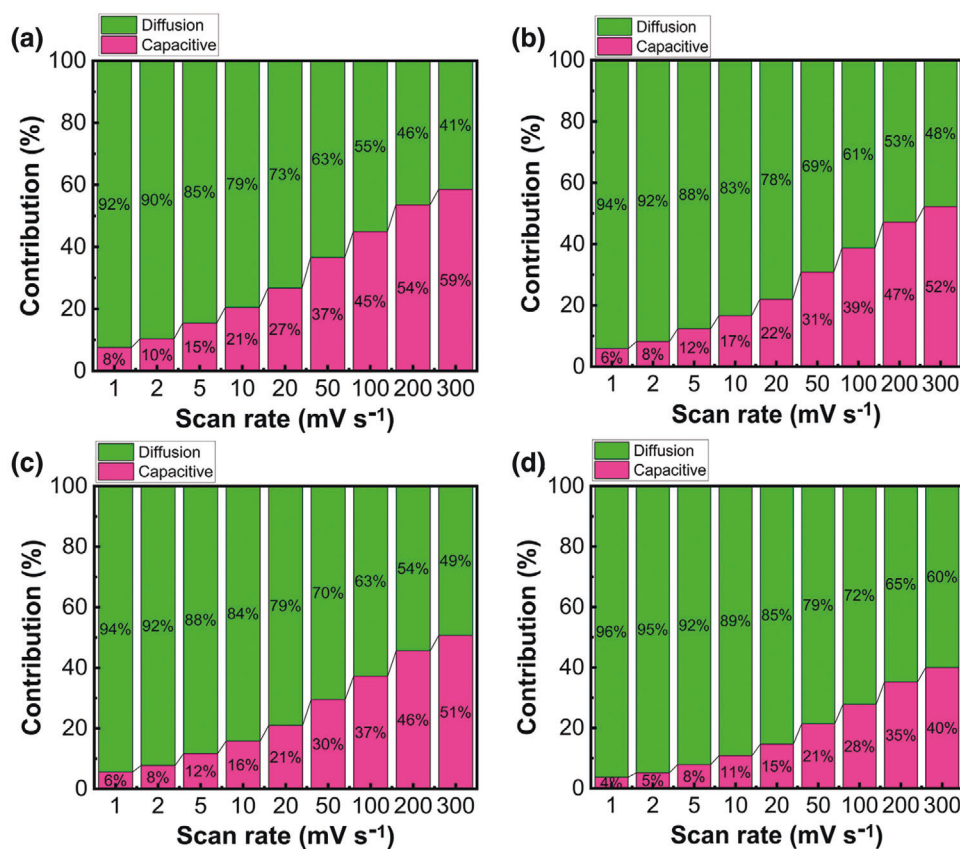 (a)
Diffusion
Capacitive
Contribution (%)
100
80
60
40
20
0
92% 90% 85% 79% 73% 63% 55% 46% 41%
8% 10% 15% 21% 27% 37% 45% 54% 59%
1 2 5 10 20 50 100 200 300
Scan rate (mV s⁻¹)
(b)
Diffusion
Capacitive
Contribution (%)
100
80
60
40
20
0
94% 92% 88% 83% 78% 69% 61% 53% 48%
6% 8% 12% 17% 22% 31% 39% 47% 52%
1 2 5 10 20 50 100 200 300
Scan rate (mV s⁻¹)
(c)
Diffusion
Capacitive
Contribution (%)
100
80
60
40
20
0
94% 92% 88% 84% 79% 70% 63% 54% 49%
6% 8% 12% 16% 21% 30% 37% 46% 51%
1 2 5 10 20 50 100 200 300
Scan rate (mV s⁻¹)
(d)
Diffusion
Capacitive
Contribution (%)
100
80
60
40
20
0
96% 95% 92% 89% 85% 79% 72% 65% 60%
4% 5% 8% 11% 15% 21% 28% 35% 40%
1 2 5 10 20 50 100 200 300
Scan rate (mV s⁻¹)